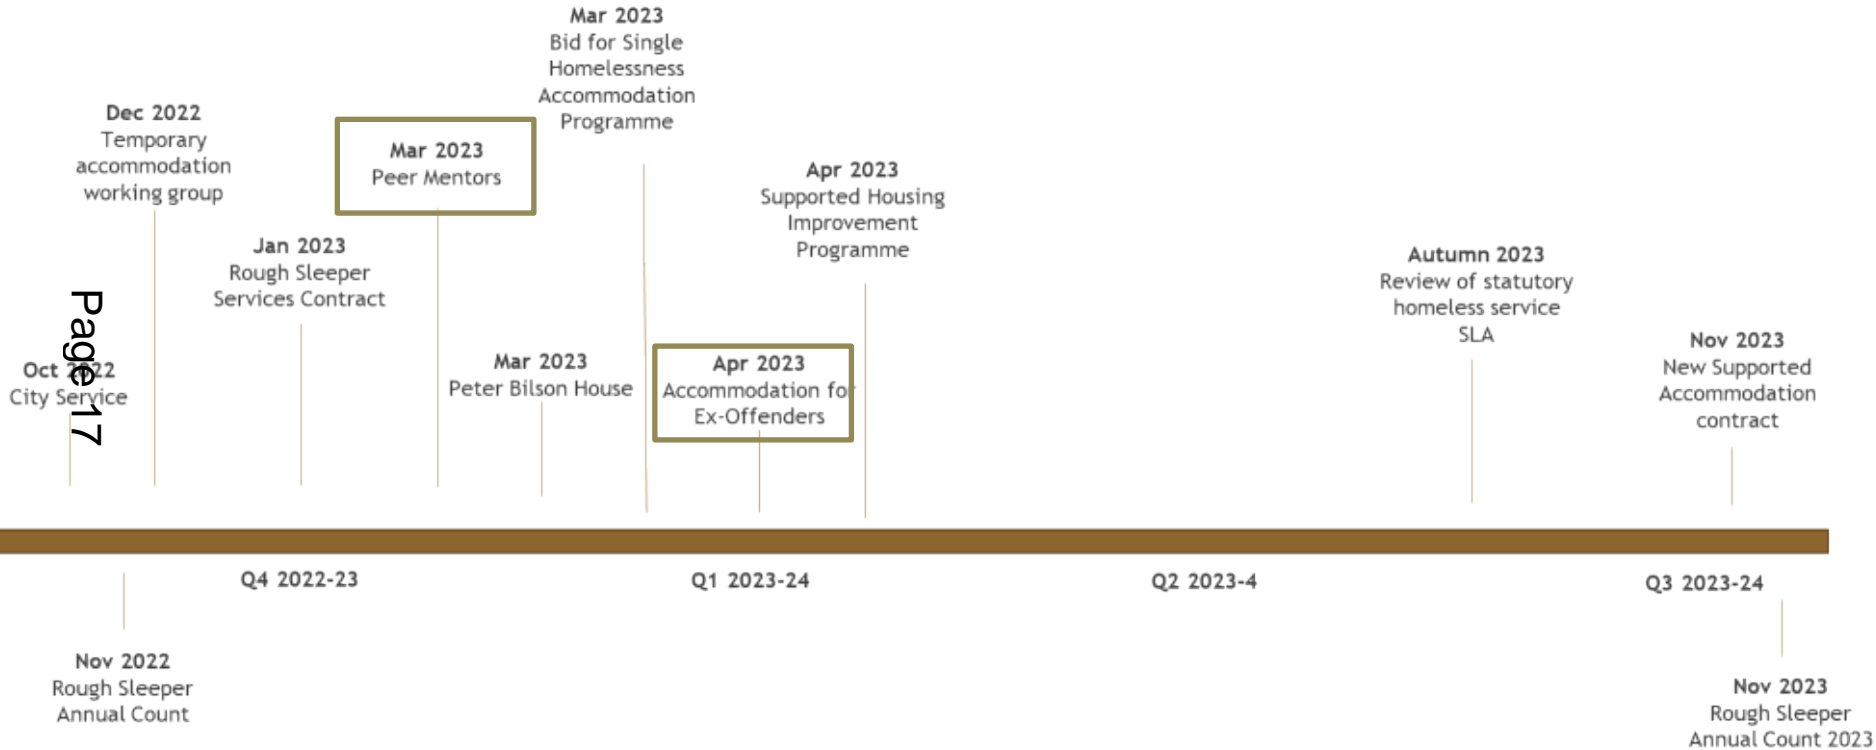 Mar 2023
Bid for Single
Homelessness
Accommodation
Programme
Dec 2022
Temporary
accommodation
working group
Mar 2023
Peer Mentors
Apr 2023
Supported Housing
Improvement
Programme
Jan 2023
Rough Sleeper
Services Contract
Autumn 2023
Review of statutory
homeless service
SLA
Page 17
Oct 2022
City Service
Mar 2023
Peter Bilson House
Apr 2023
Accommodation for
Ex-Offenders
Nov 2023
New Supported
Accommodation
contract
Q4 2022-23
Q1 2023-24
Q2 2023-4
Q3 2023-24
Nov 2022
Rough Sleeper
Annual Count
Nov 2023
Rough Sleeper
Annual Count 2023